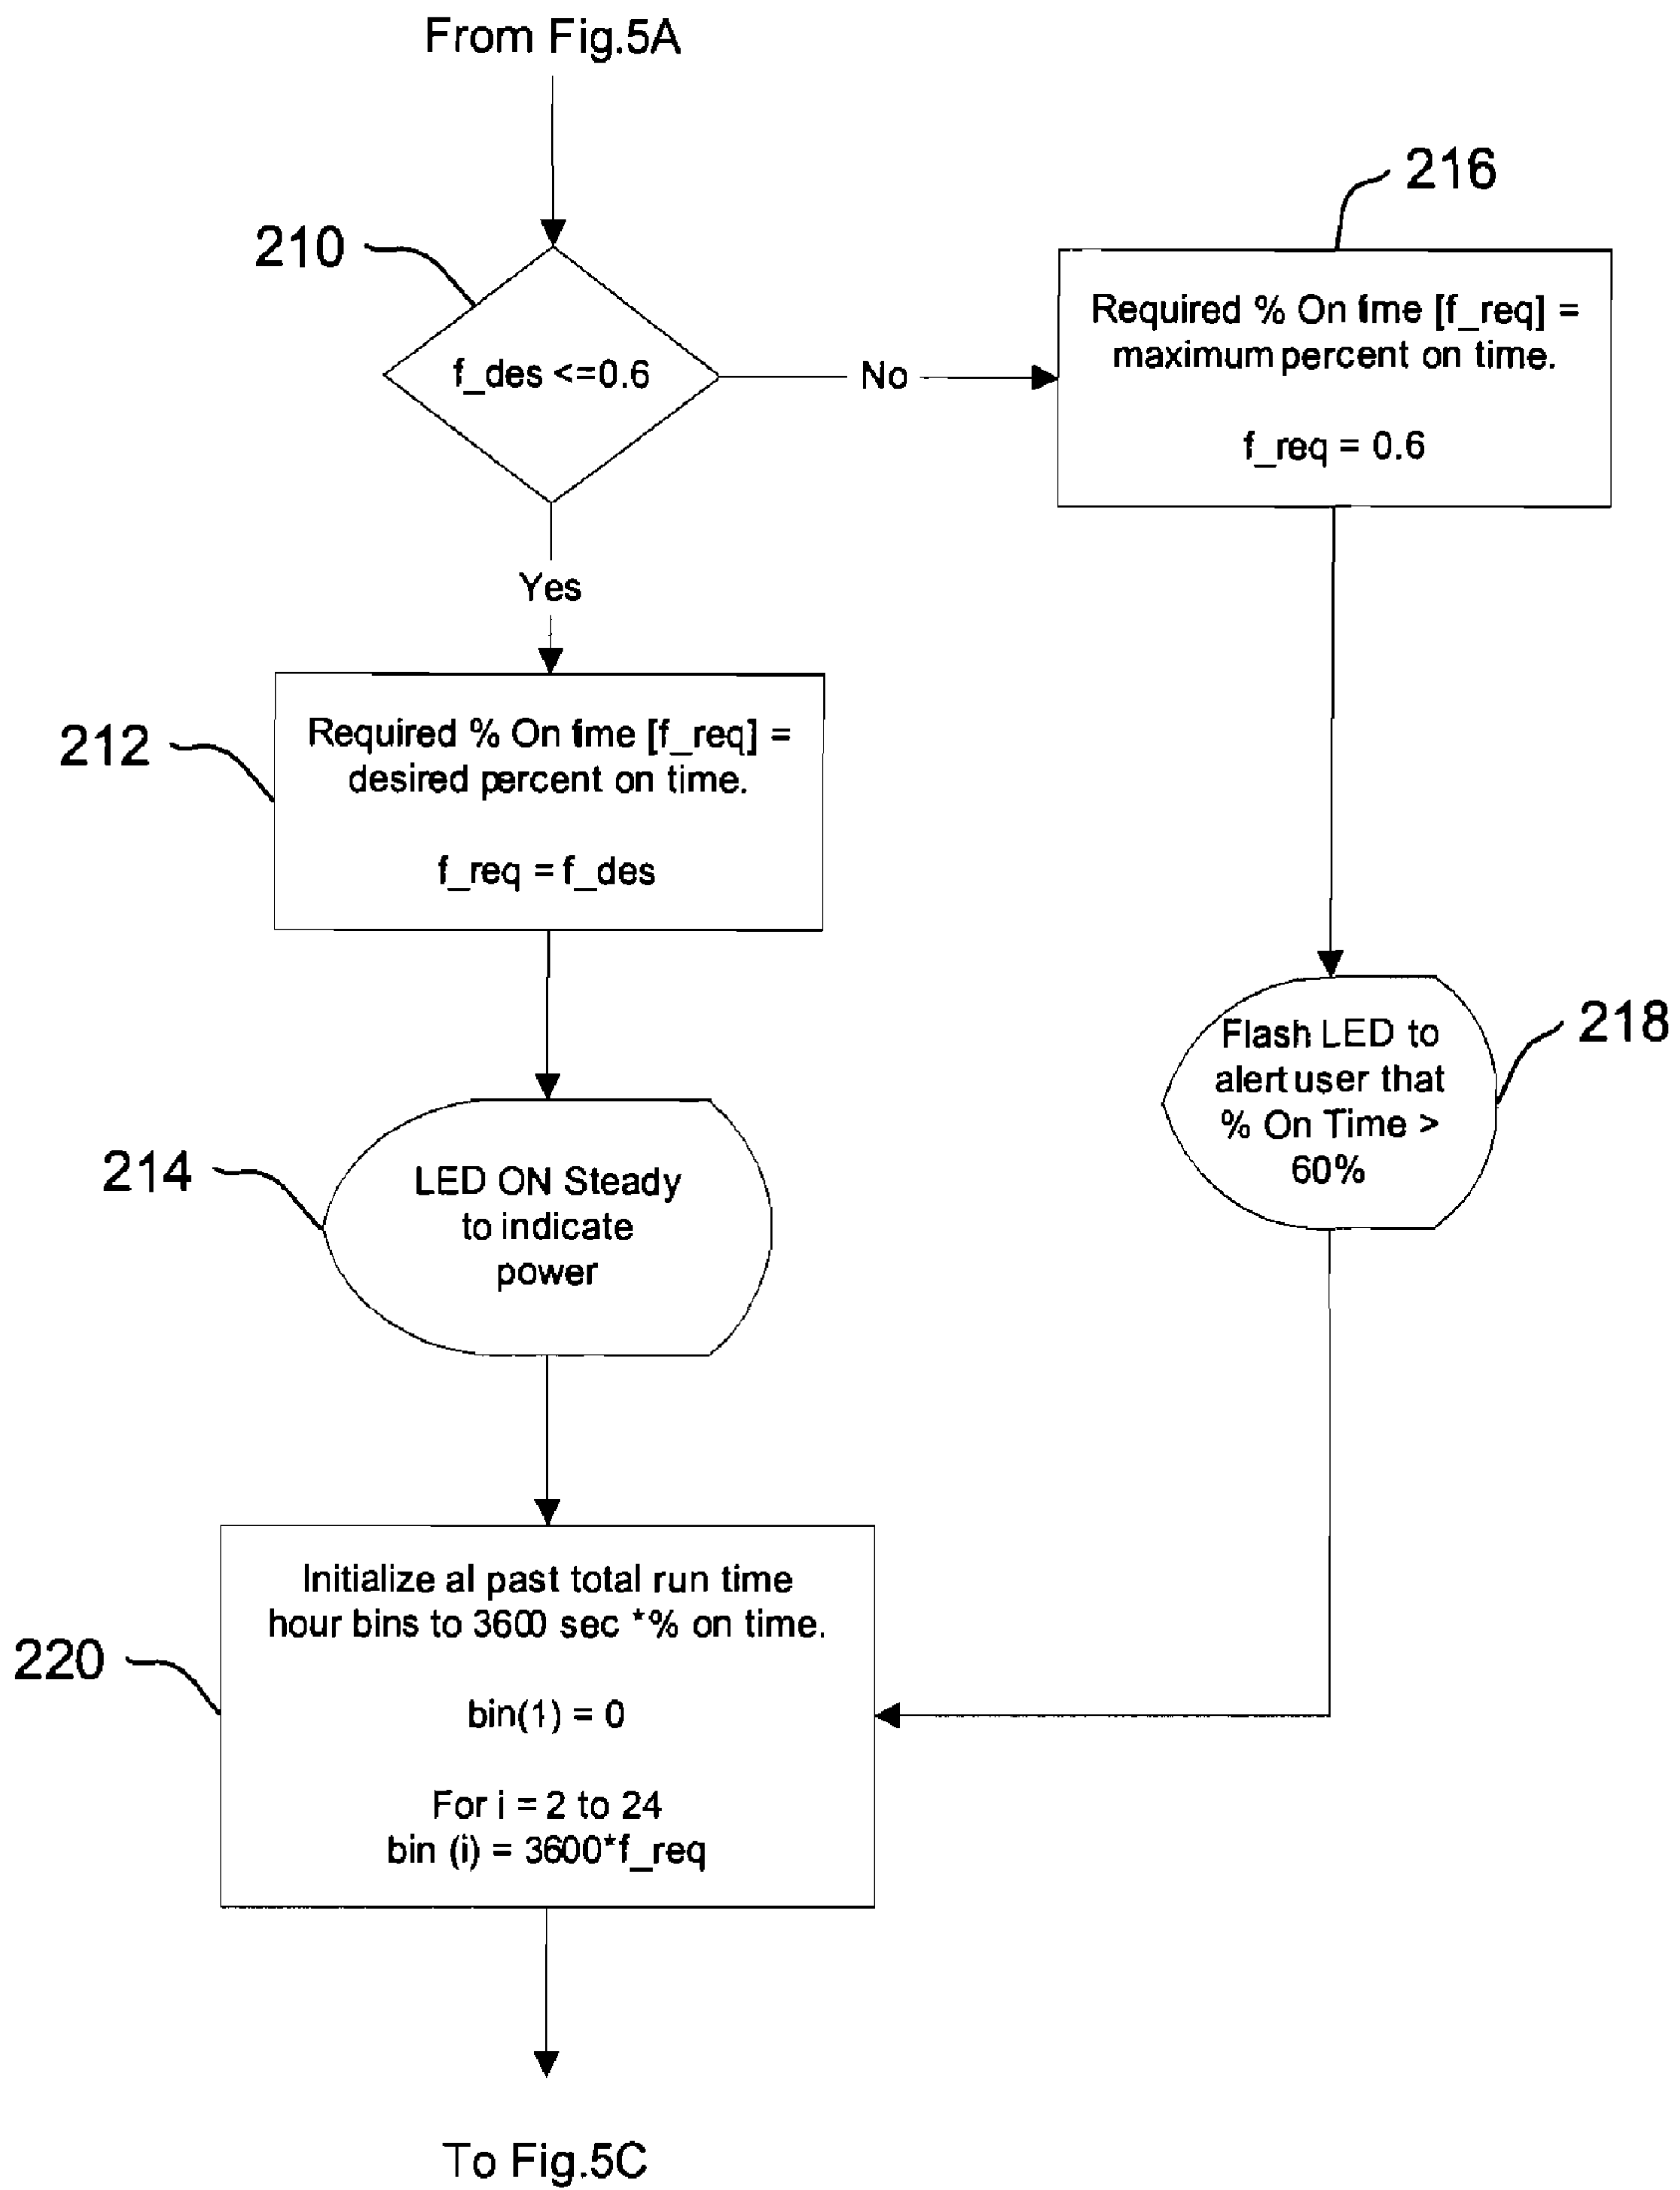 From Fig.5A
216
210
Required % On time [f_req] =
maximum percent on time.
f_req = 0.6
f_des <=0.6
No
Yes
212
Required % On time [f_req] =
desired percent on time.
f_req = f_des
218
Flash LED to
alert user that
% On Time >
60%
214
LED ON Steady
to indicate
power
220
Initialize al past total run time
hour bins to 3600 sec *% on time.
bin(1) = 0
For i = 2 to 24
bin (i) = 3600*f_req
To Fig.5C